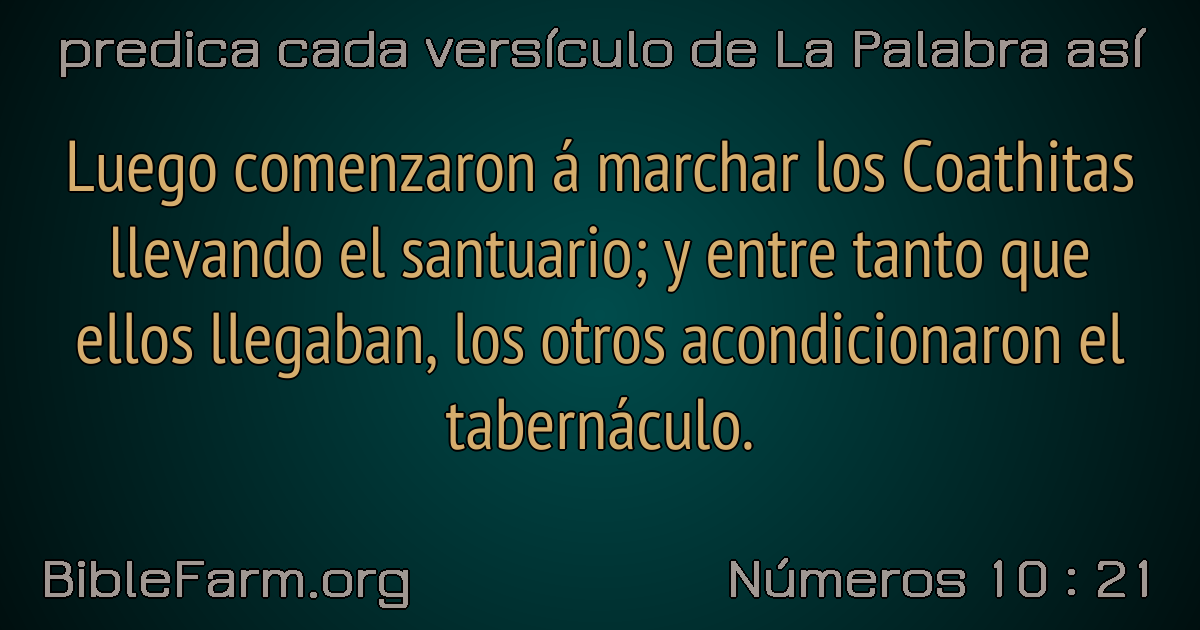 predica cada versículo de La Palabra así
Luego comenzaron á marchar los Coathitas
llevando el santuario; y entre tanto que
ellos llegaban, los otros acondicionaron el
tabernáculo.
BibleFarm.org
Números 10 : 21